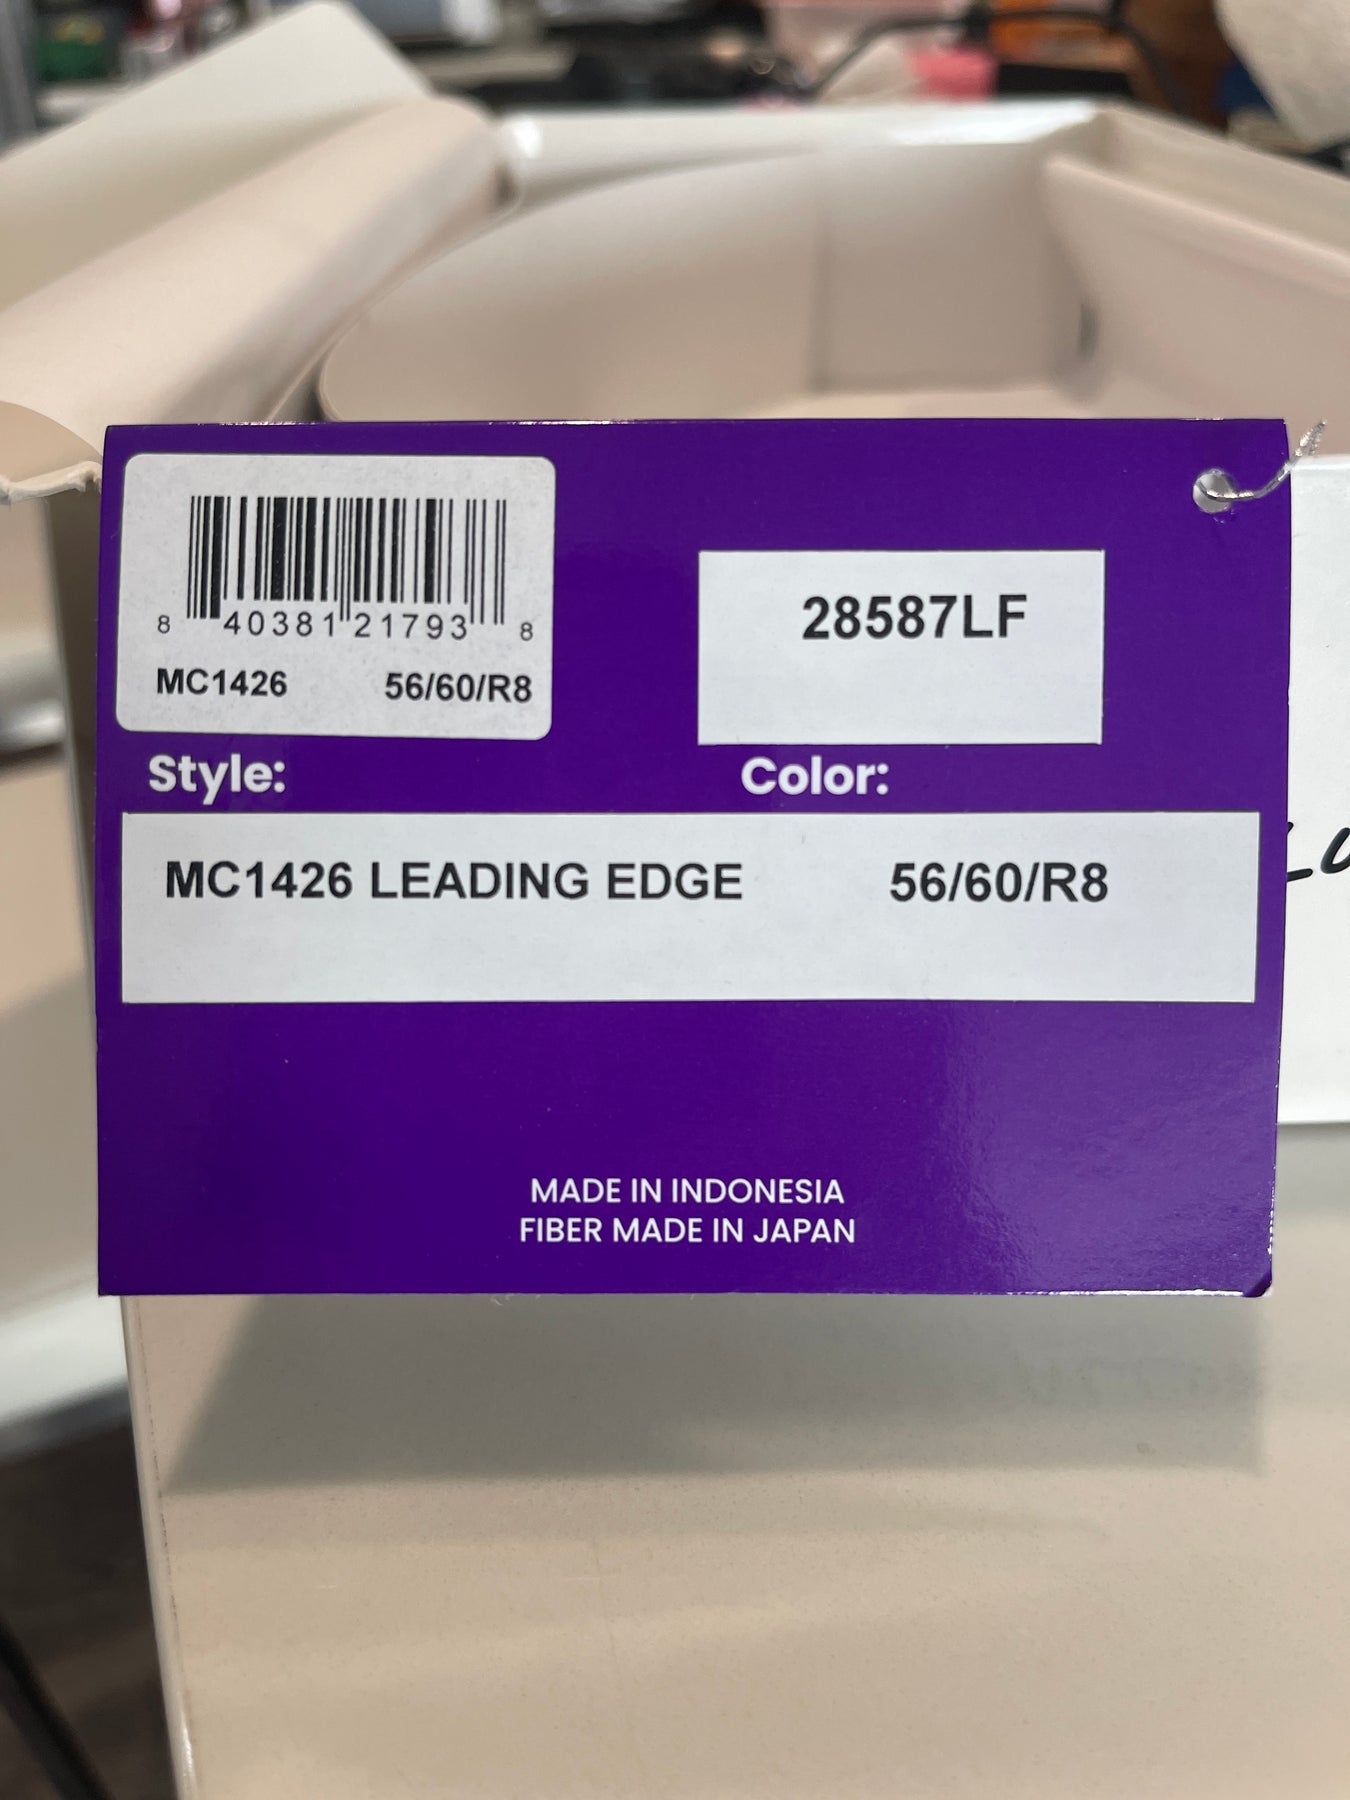 8 40381 21793 8
MC1426 56/60/R8
28587LF
Style: Color:
MC1426 LEADING EDGE 56/60/R8
MADE IN INDONESIA
FIBER MADE IN JAPAN